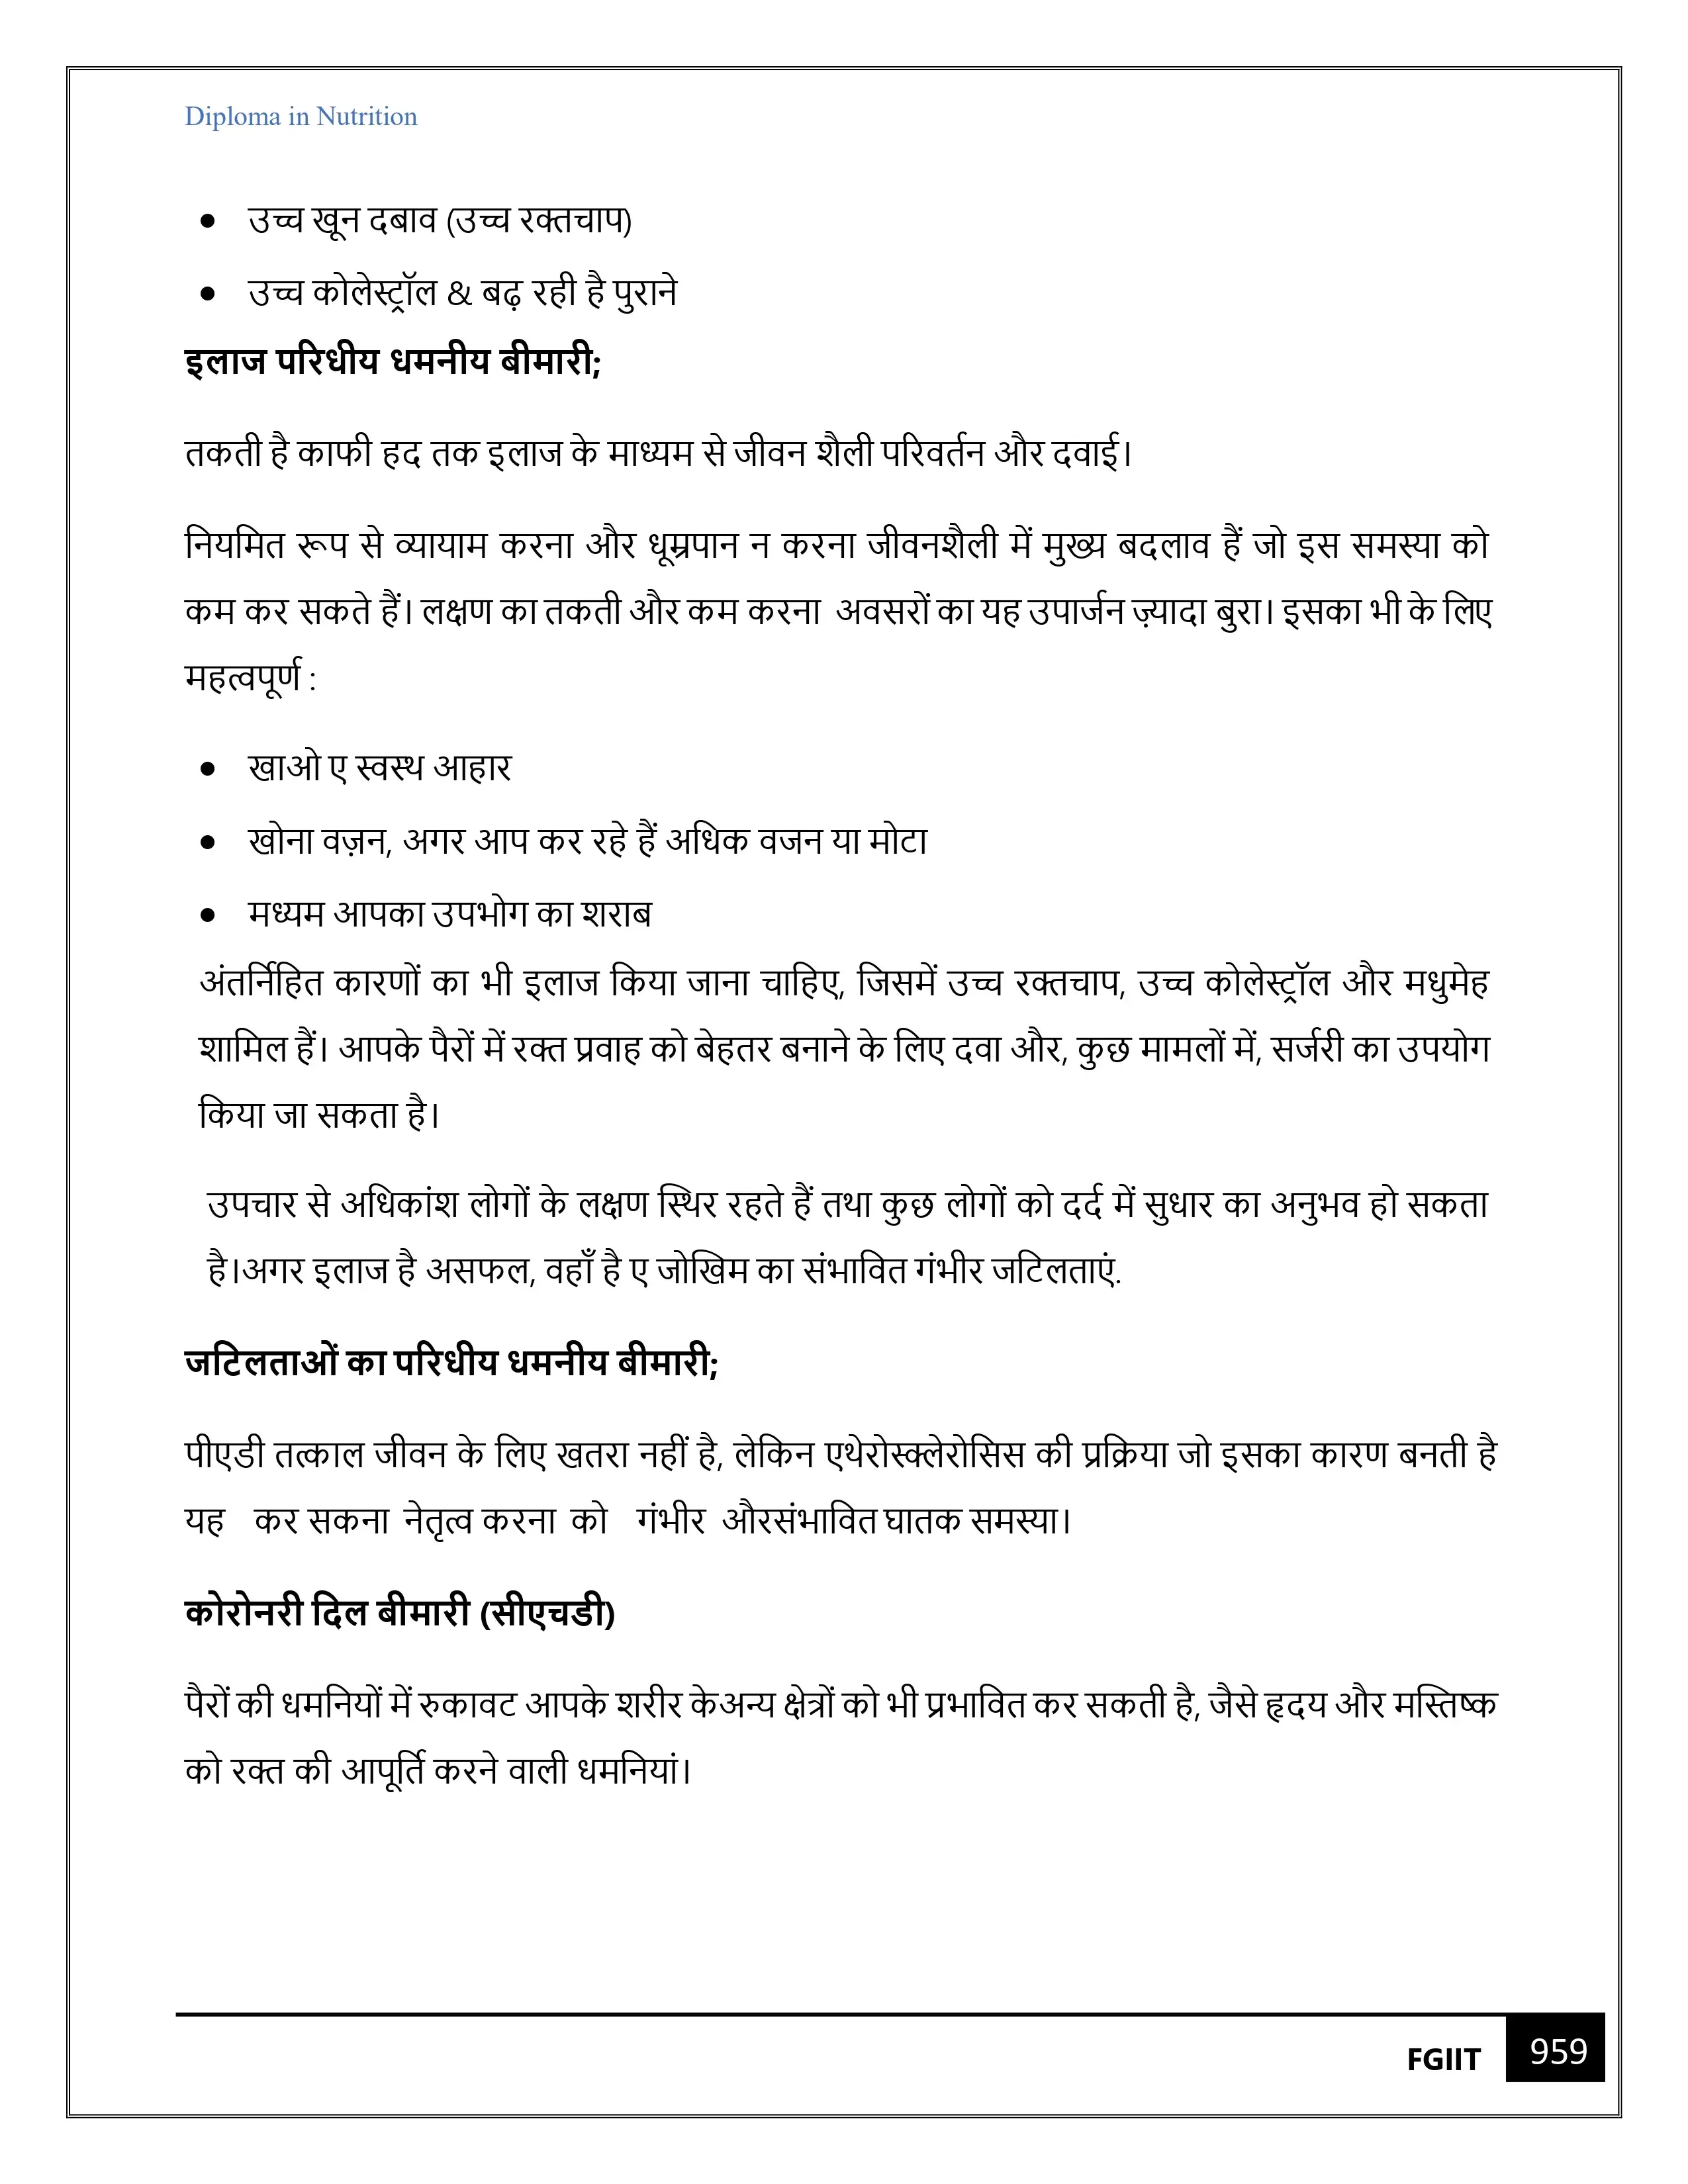 Diploma in Nutrition
• उच्च खून दबाव (उच्च रक्तचाप)
• उच्च कोलेस्ट्रॉल & बढ़ रही है पुराने
इलाज परिधीय धमनीय बीमारी;
तकती है काफी हद तक इलाज के माध्यम से जीवन शैली परिवर्तन और दवाई।
नियमित रूप से व्यायाम करना और धूम्रपान न करना जीवनशैली में मुख्य बदलाव हैं जो इस समस्या को
कम कर सकते हैं। लक्षण का तकती और कम करना अवसरों का यह उपार्जन ज़्यादा बुरा। इसका भी के लिए
महत्वपूर्ण :
• खाओ ए स्वस्थ आहार
• खोना वज़न, अगर आप कर रहे हैं अधिक वजन या मोटा
• मध्यम आपका उपभोग का शराब
अंतर्निहित कारणों का भी इलाज किया जाना चाहिए, जिसमें उच्च रक्तचाप, उच्च कोलेस्ट्रॉल और मधुमेह
शामिल हैं। आपके पैरों में रक्त प्रवाह को बेहतर बनाने के लिए दवा और, कुछ मामलों में, सर्जरी का उपयोग
किया जा सकता है।
उपचार से अधिकांश लोगों के लक्षण स्थिर रहते हैं तथा कुछ लोगों को दर्द में सुधार का अनुभव हो सकता
है।अगर इलाज है असफल, वहाँ है ए जोखिम का संभावित गंभीर जटिलताएं.
जटिलताओं का परिधीय धमनीय बीमारी;
पीएडी तत्काल जीवन के लिए खतरा नहीं है, लेकिन एथेरोस्क्लेरोसिस की प्रक्रिया जो इसका कारण बनती है
यह कर सकना नेतृत्व करना को गंभीर औरसंभावित घातक समस्या।
कोरोनरी दिल बीमारी (सीएचडी)
पैरों की धमनियों में रुकावट आपके शरीर केअन्य क्षेत्रों को भी प्रभावित कर सकती है, जैसे हृदय और मस्तिष्क
को रक्त की आपूर्ति करने वाली धमनियां।
FGIIT 959